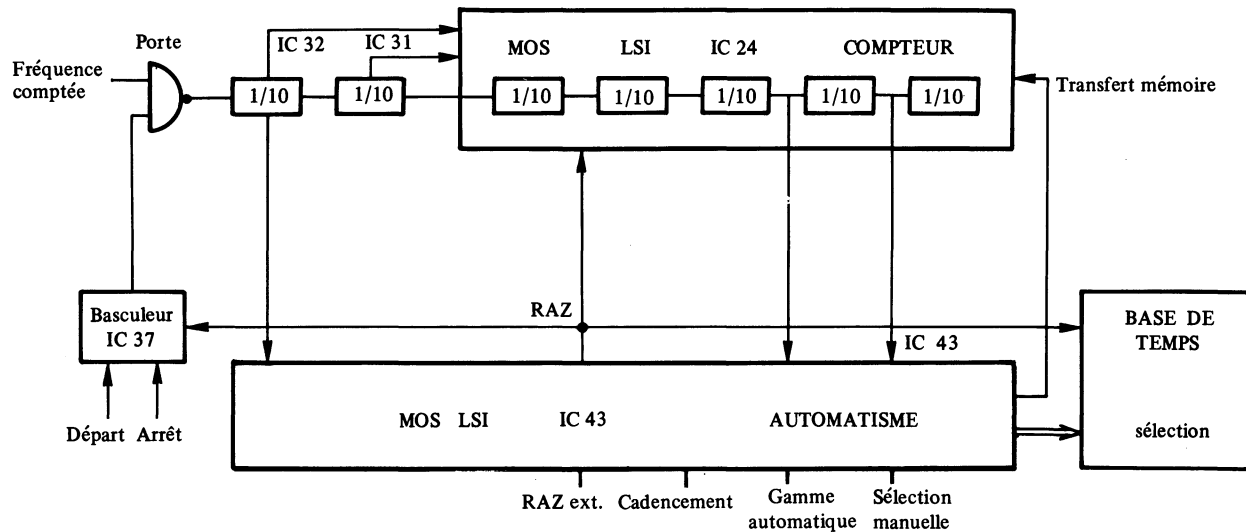 Porte
IC 32
IC 31
MOS LSI IC 24 COMPTEUR
Fréquence
comptée
1/10
1/10
1/10
1/10
1/10
1/10
1/10
Transfert mémoire
Basculeur
IC 37
RAZ
IC 43
BASE DE
TEMPS
Départ Arrêt
MOS LSI IC 43 AUTOMATISME
sélection
RAZ ext.
Cadencement
Gamme
automatique
Sélection
manuelle